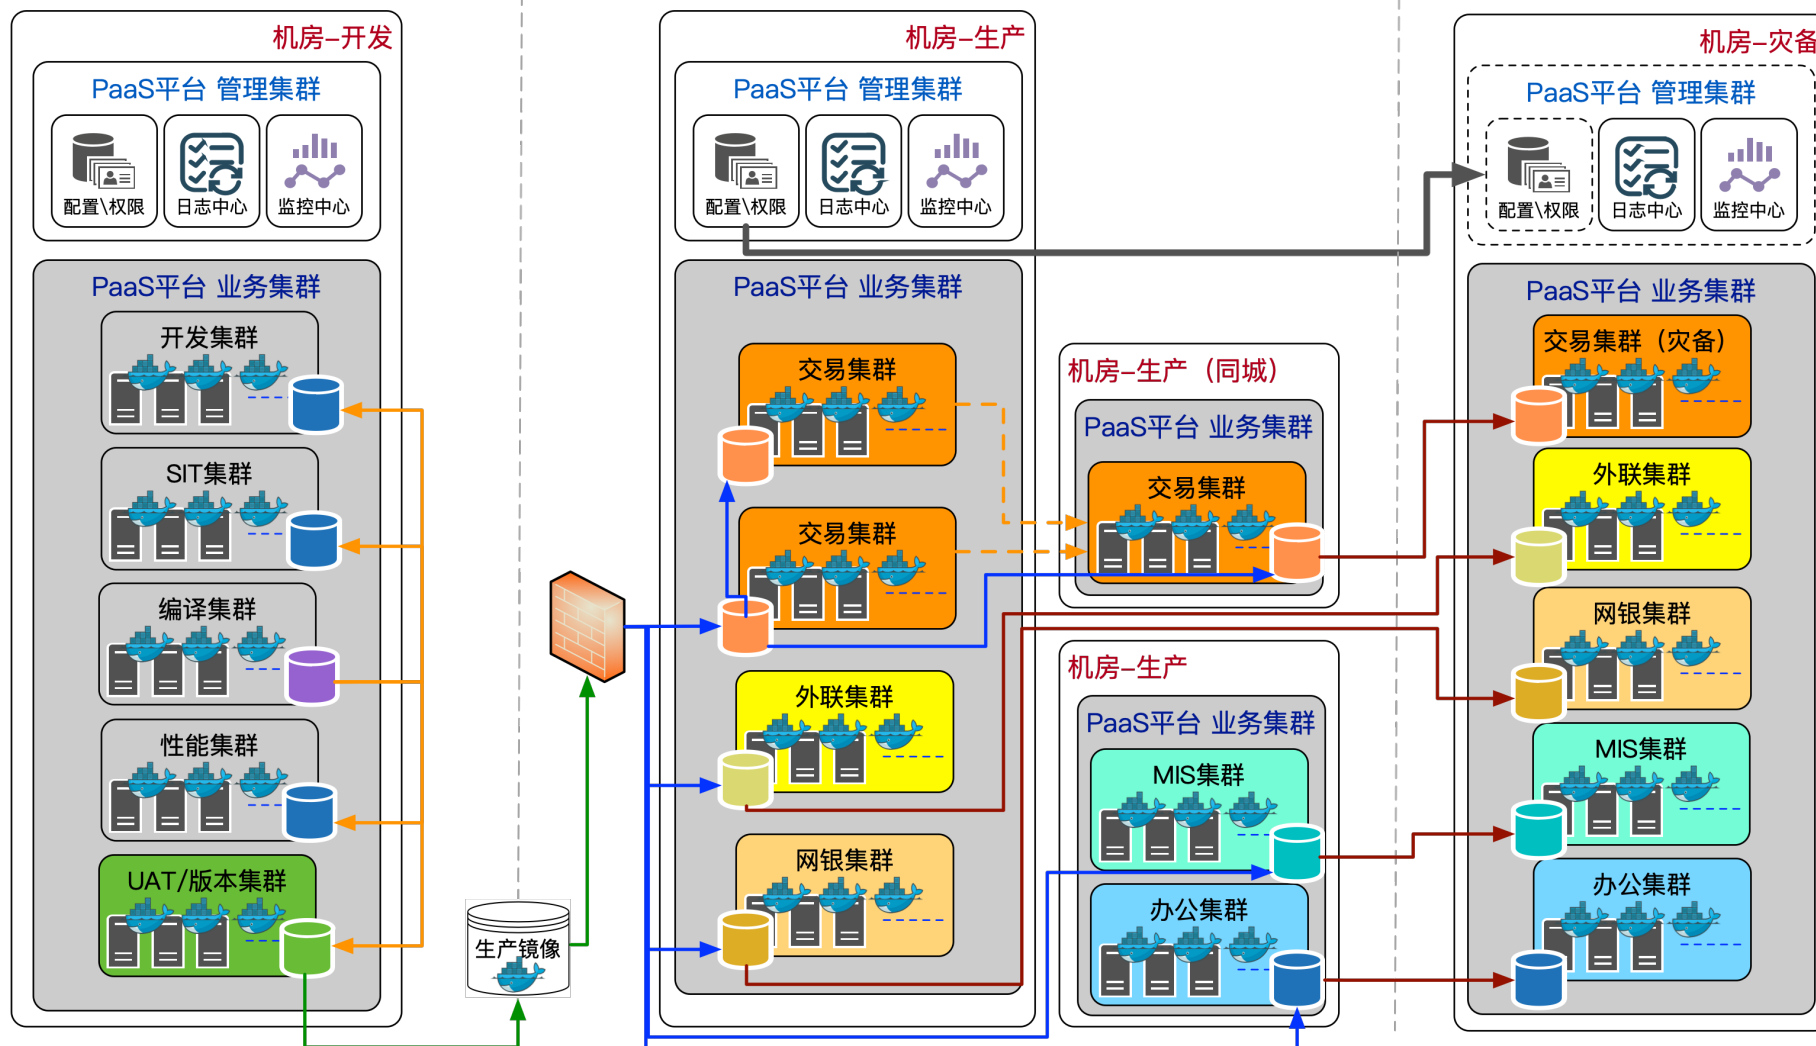 机房-开发
PaaS平台 管理集群
配置\权限
日志中心
监控中心
PaaS平台 业务集群
开发集群
SIT集群
编译集群
性能集群
UAT/版本集群
生产镜像
机房-生产
PaaS平台 管理集群
配置\权限
日志中心
监控中心
PaaS平台 业务集群
交易集群
交易集群
外联集群
网银集群
机房-生产（同城）
PaaS平台 业务集群
交易集群
机房-生产
PaaS平台 业务集群
MIS集群
办公集群
机房-灾备
PaaS平台 管理集群
配置\权限
日志中心
监控中心
PaaS平台 业务集群
交易集群（灾备）
外联集群
网银集群
MIS集群
办公集群